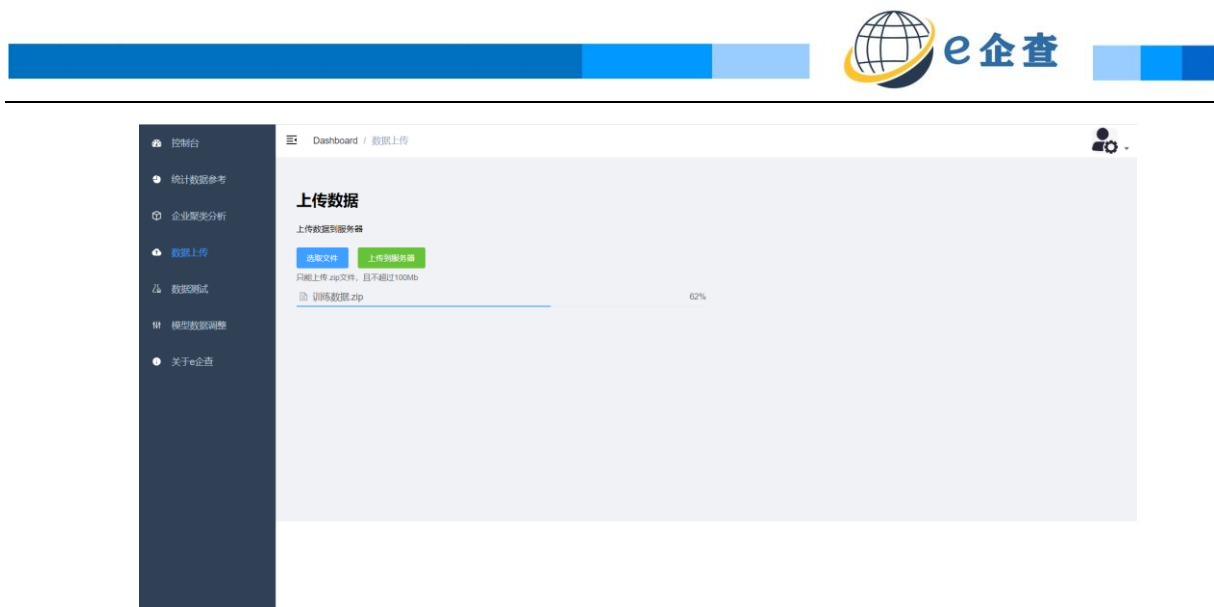 e企查
控制台
统计数据参考
企业聚类分析
数据上传
数据测试
模型数据调整
关于e企查
Dashboard / 数据上传
上传数据
上传数据到服务器
选取文件 上传到服务器
只能上传.zip文件，且不超过100Mb
训练数据.zip 62%